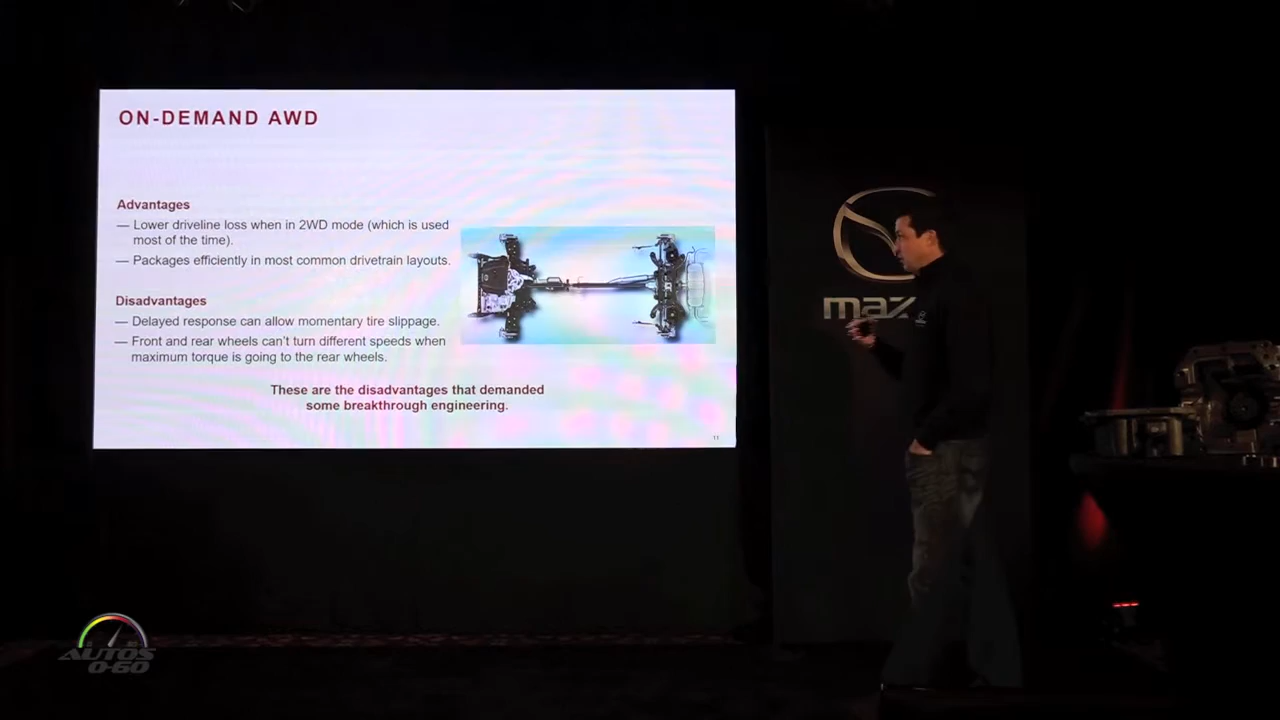 ON-DEMAND AWD
Advantages
— Lower driveline loss when in 2WD mode (which is used
most of the time).
— Packages efficiently in most common drivetrain layouts.
Disadvantages
— Delayed response can allow momentary tire slippage.
— Front and rear wheels can't turn different speeds when
maximum torque is going to the rear wheels.
These are the disadvantages that demanded
some breakthrough engineering.
11
maz
AUTOS
0-60